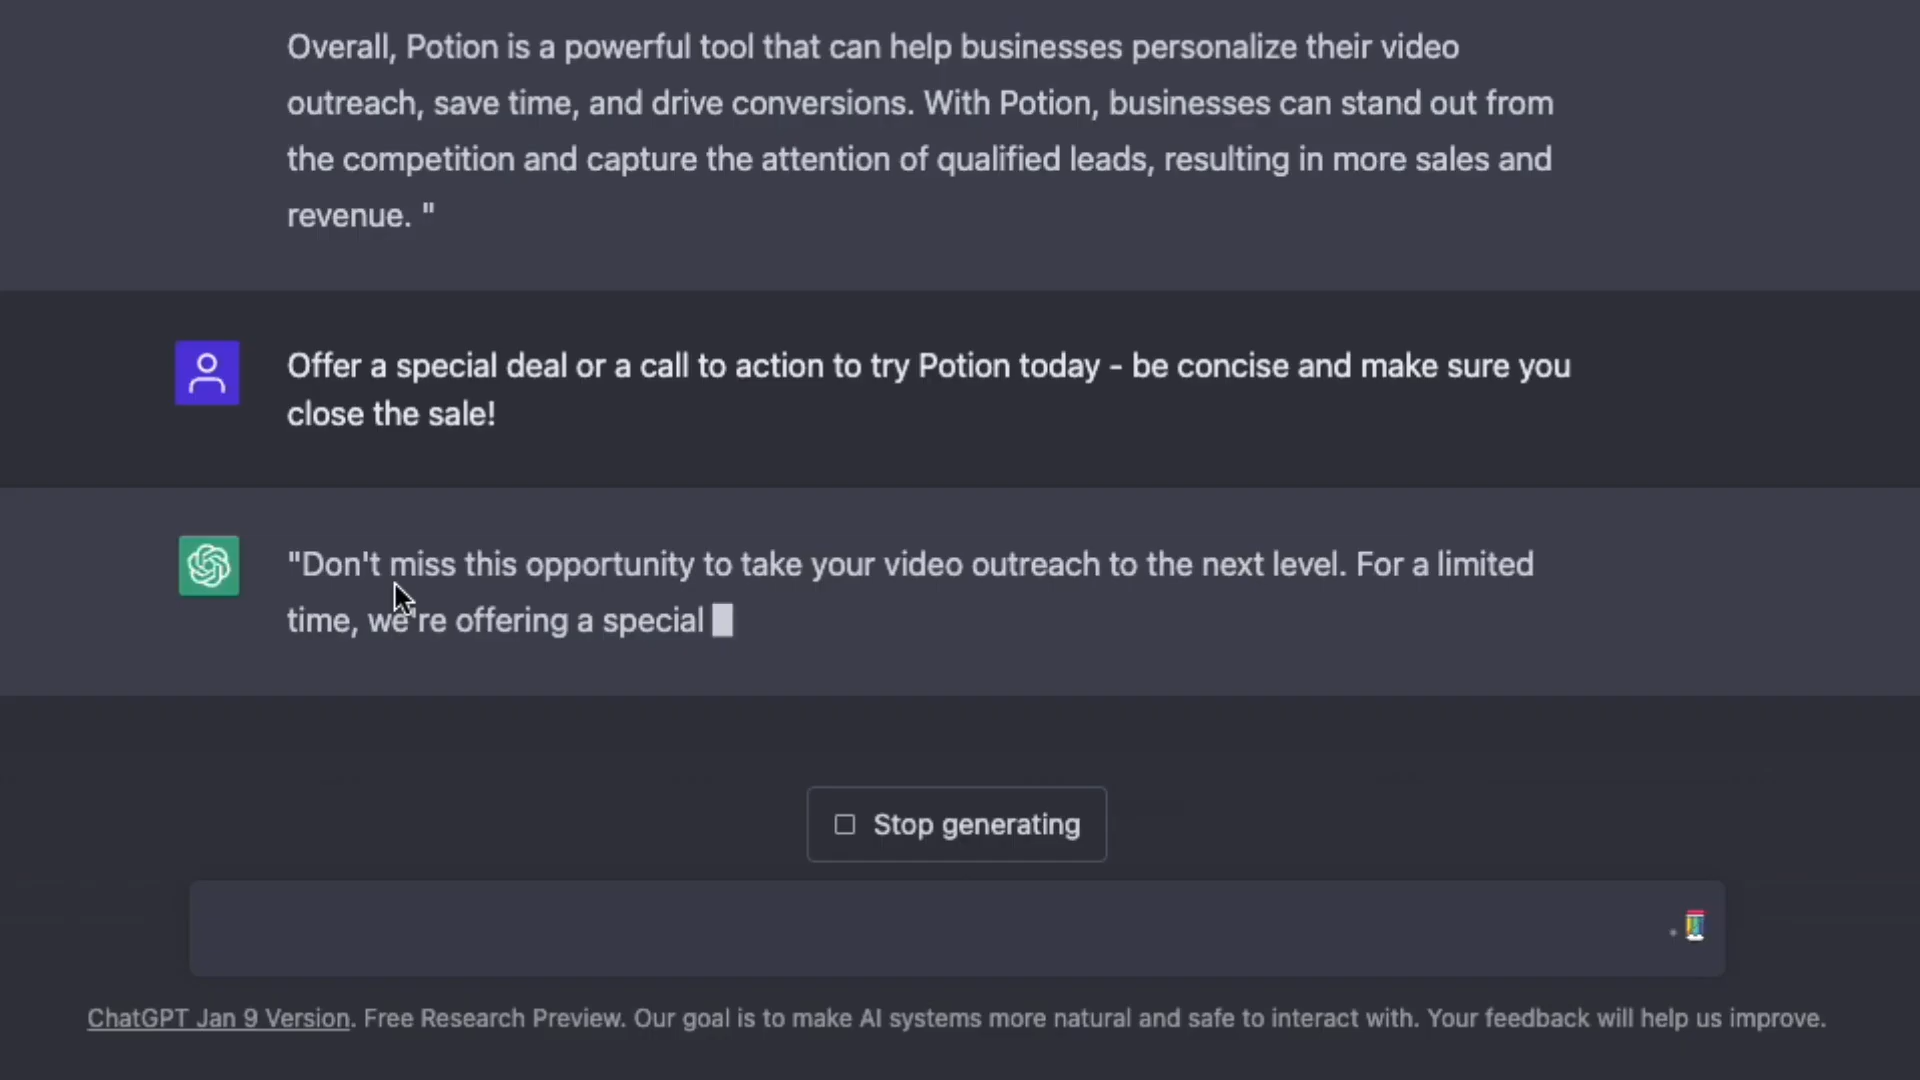 Overall, Potion is a powerful tool that can help businesses personalize their video
outreach, save time, and drive conversions. With Potion, businesses can stand out from
the competition and capture the attention of qualified leads, resulting in more sales and
revenue. "
Offer a special deal or a call to action to try Potion today - be concise and make sure you
close the sale!
"Don't miss this opportunity to take your video outreach to the next level. For a limited
time, we're offering a special
Stop generating
ChatGPT Jan 9 Version. Free Research Preview. Our goal is to make AI systems more natural and safe to interact with. Your feedback will help us improve.